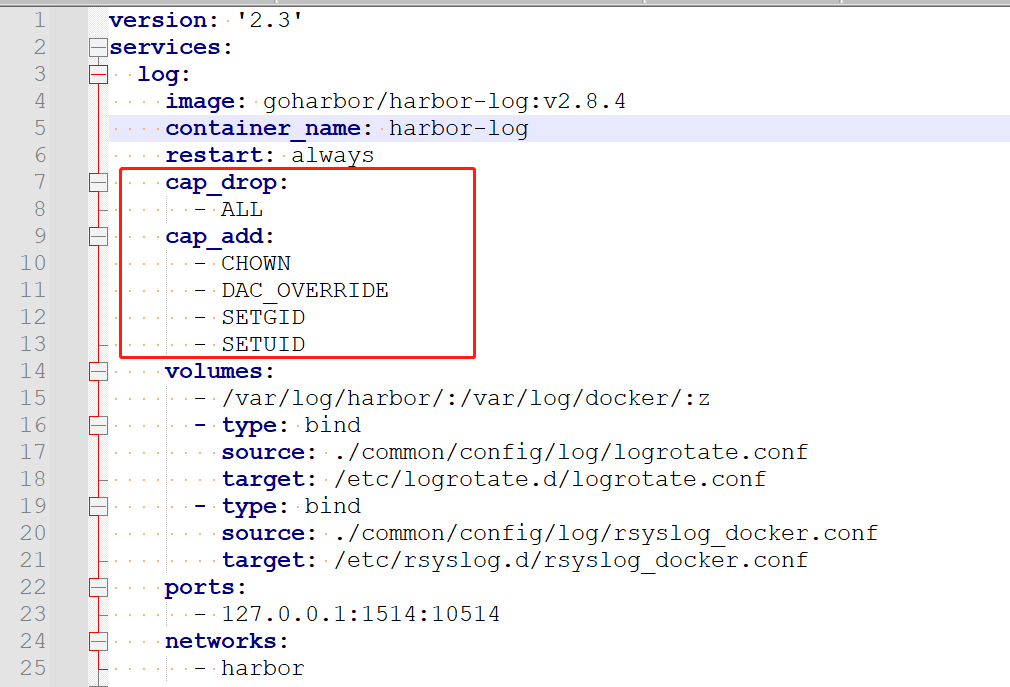 1 version: '2.3'
2 services:
3   log:
4     image: goharbor/harbor-log:v2.8.4
5     container_name: harbor-log
6     restart: always
7     cap_drop:
8       - ALL
9     cap_add:
10       - CHOWN
11       - DAC_OVERRIDE
12       - SETGID
13       - SETUID
14     volumes:
15       - /var/log/harbor/:/var/log/docker/:z
16       - type: bind
17         source: ./common/config/log/logrotate.conf
18         target: /etc/logrotate.d/logrotate.conf
19       - type: bind
20         source: ./common/config/log/rsyslog_docker.conf
21         target: /etc/rsyslog.d/rsyslog_docker.conf
22     ports:
23       - 127.0.0.1:1514:10514
24     networks:
25       - harbor